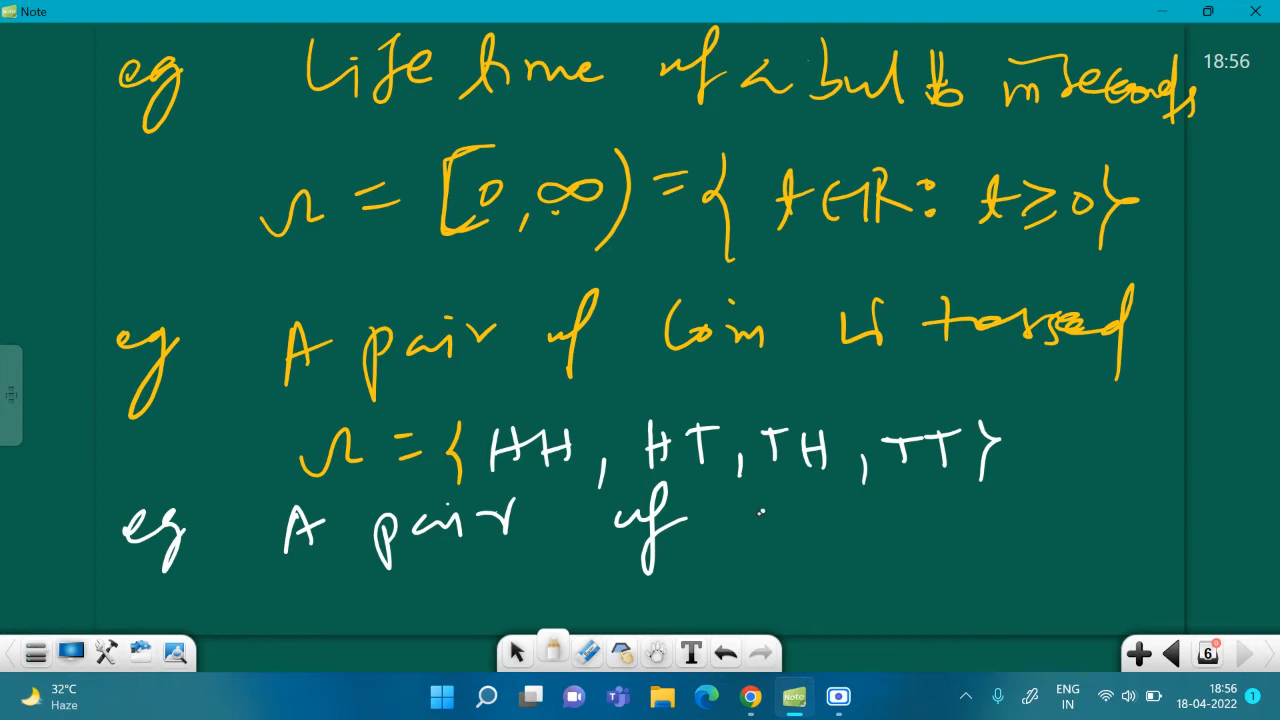 Note
18:56
eg Life time of a bulb in seconds
Ω = [0, ∞) = { t ∈ IR : t ≥ 0}
eg A pair of Coin is tossed
Ω = { HH, HT, TH, TT}
eg A pair of
T
6
32°C
Haze
ENG
IN
18:56
18-04-2022
1